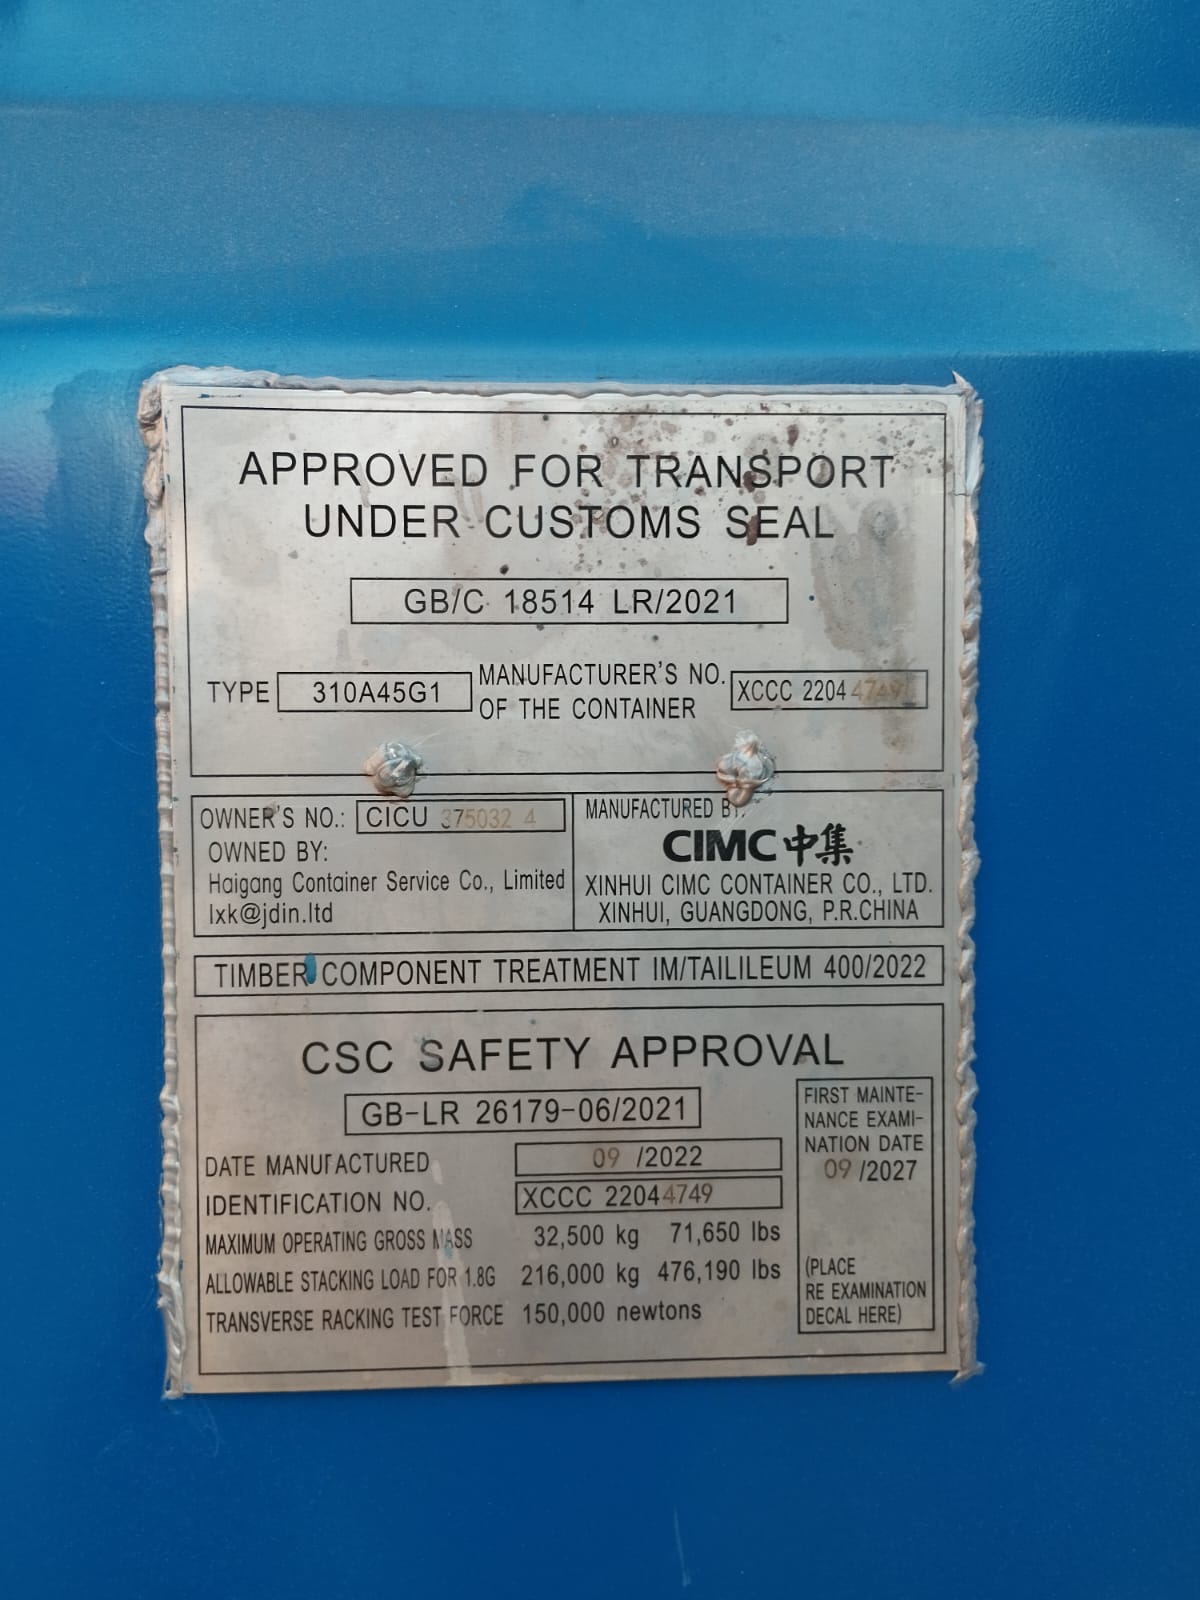 APPROVED FOR TRANSPORT
UNDER CUSTOMS SEAL
GB/C 18514 LR/2021
TYPE 310A45G1
MANUFACTURER'S NO.
OF THE CONTAINER
XCCC 2204 4749
OWNER'S NO.: CICU 375032 4
OWNED BY:
Haigang Container Service Co., Limited
lxk@jdin.ltd
MANUFACTURED BY:
CIMC 中集
XINHUI CIMC CONTAINER CO., LTD.
XINHUI, GUANGDONG, P.R.CHINA
TIMBER COMPONENT TREATMENT IM/TAILILEUM 400/2022
CSC SAFETY APPROVAL
GB-LR 26179-06/2021
DATE MANUFACTURED 09 /2022
IDENTIFICATION NO. XCCC 22044749
MAXIMUM OPERATING GROSS MASS 32,500 kg 71,650 lbs
ALLOWABLE STACKING LOAD FOR 1.8G 216,000 kg 476,190 lbs
TRANSVERSE RACKING TEST FORCE 150,000 newtons
FIRST MAINTE-
NANCE EXAMI-
NATION DATE
09 /2027
(PLACE
RE EXAMINATION
DECAL HERE)